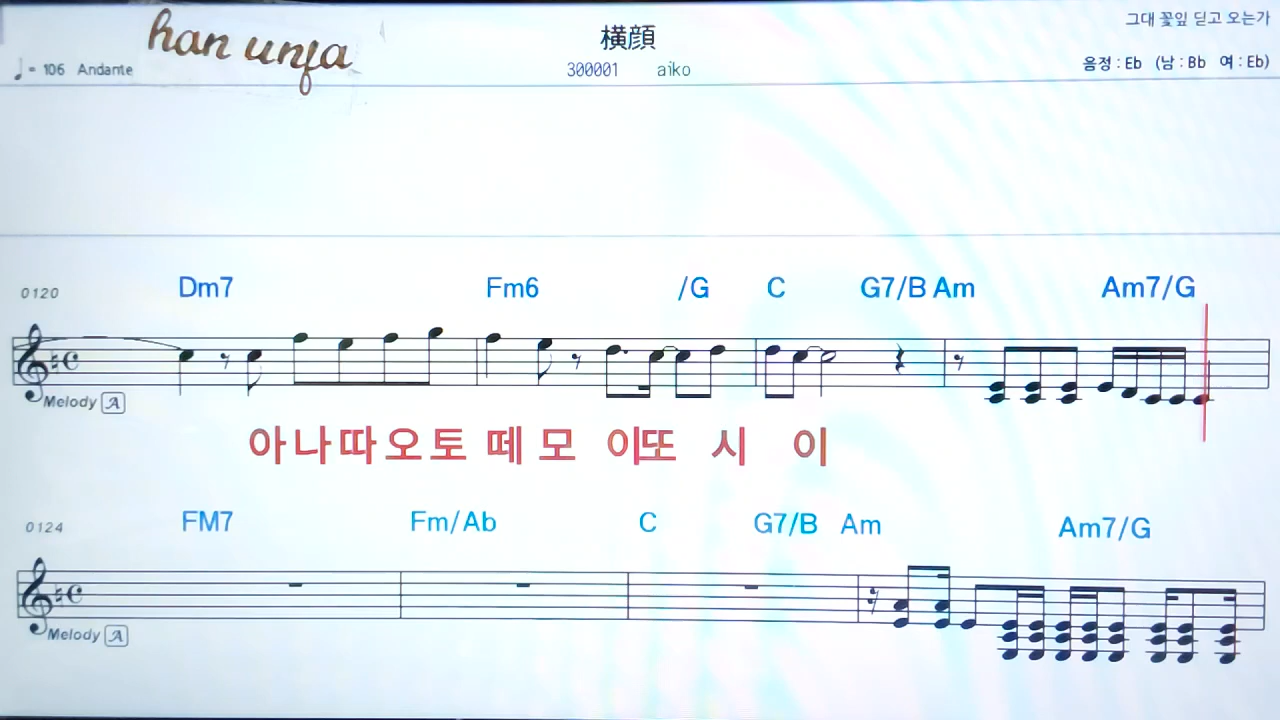 han unfa
横顔
그대 꽃잎 딛고 오는가
♩= 106 Andante
300001 aiko
음정 : Eb (남 : Bb 여 : Eb)
0120 Dm7 Fm6 /G C G7/B Am Am7/G
Melody A
아나따오토떼모 이또 시 이
0124 FM7 Fm/Ab C G7/B Am Am7/G
Melody A